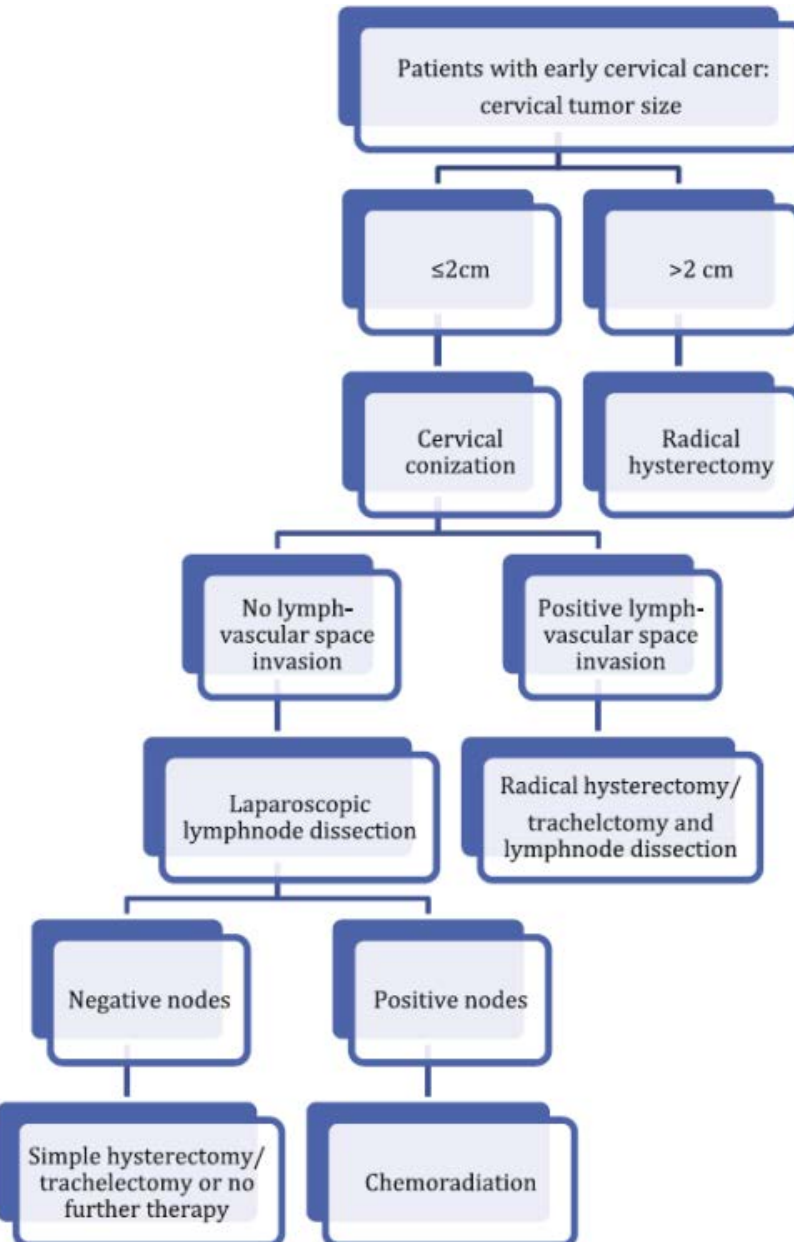 Patients with early cervical cancer:
cervical tumor size
≤2cm
>2 cm
Cervical
conization
Radical
hysterectomy
No lymph-
vascular space
invasion
Positive lymph-
vascular space
invasion
Laparoscopic
lymphnode dissection
Radical hysterectomy/
trachelctomy and
lymphnode dissection
Negative nodes
Positive nodes
Simple hysterectomy/
trachelectomy or no
further therapy
Chemoradiation